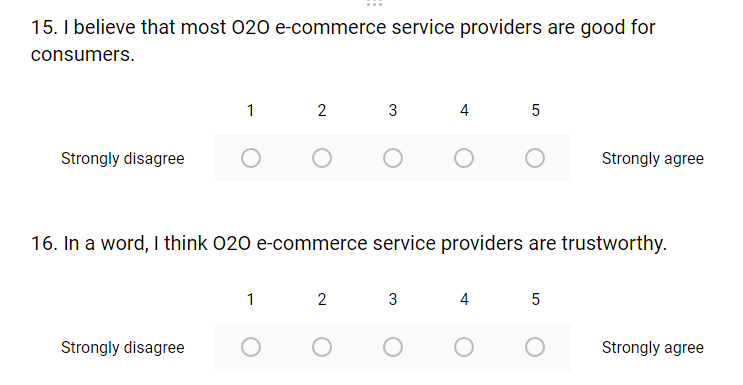 15. I believe that most O2O e-commerce service providers are good for
consumers.
1 2 3 4 5
Strongly disagree Strongly agree
16. In a word, I think O2O e-commerce service providers are trustworthy.
1 2 3 4 5
Strongly disagree Strongly agree